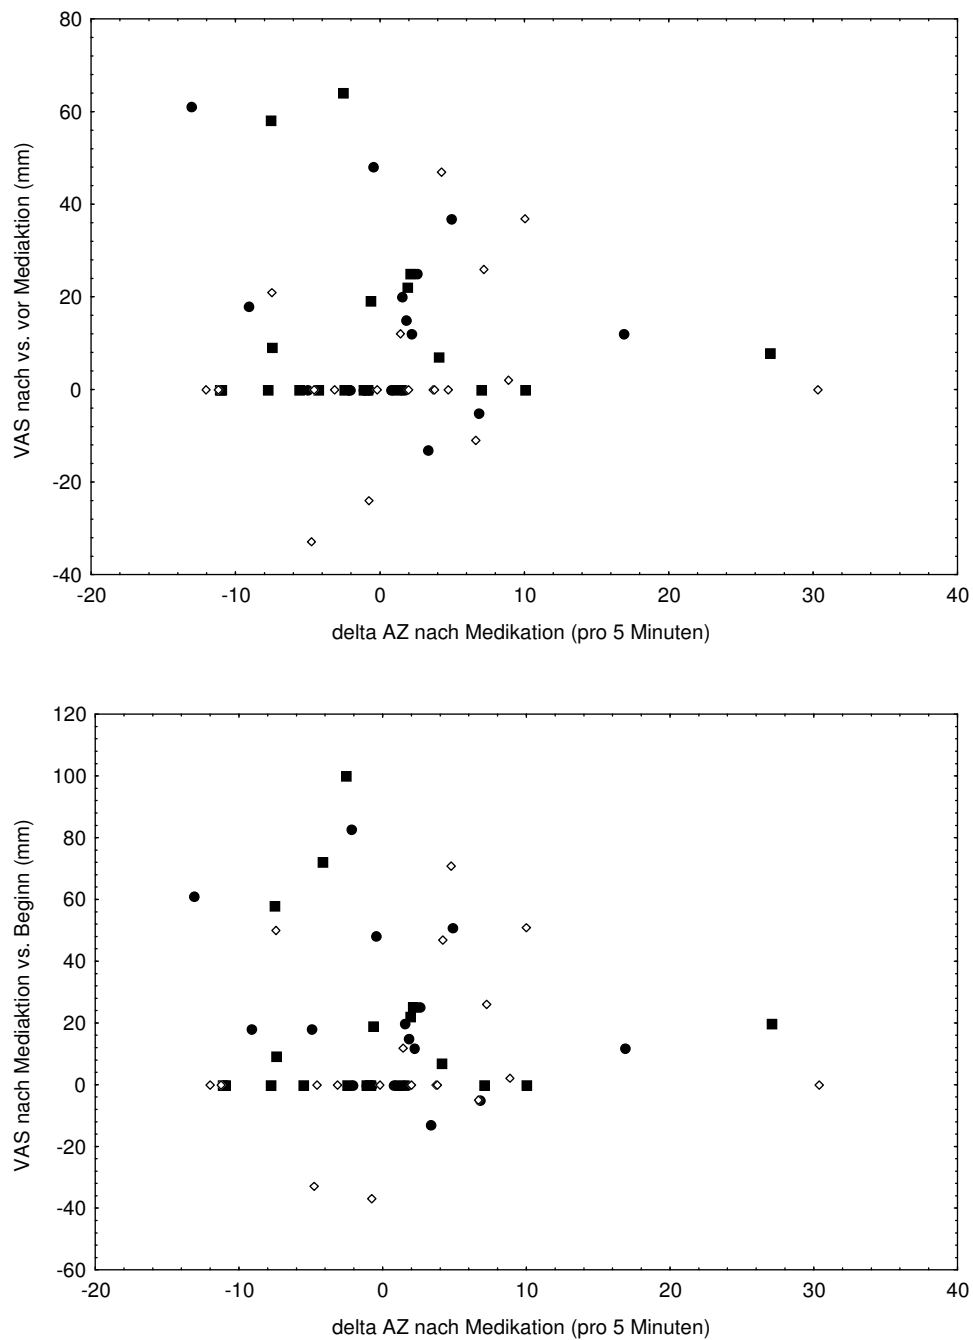 80
60
40
20
0
-20
-40
VAS nach vs. vor Mediaktion (mm)
-20 -10 0 10 20 30 40
delta AZ nach Medikation (pro 5 Minuten)
120
100
80
60
40
20
0
-20
-40
-60
VAS nach Mediaktion vs. Beginn (mm)
-20 -10 0 10 20 30 40
delta AZ nach Medikation (pro 5 Minuten)